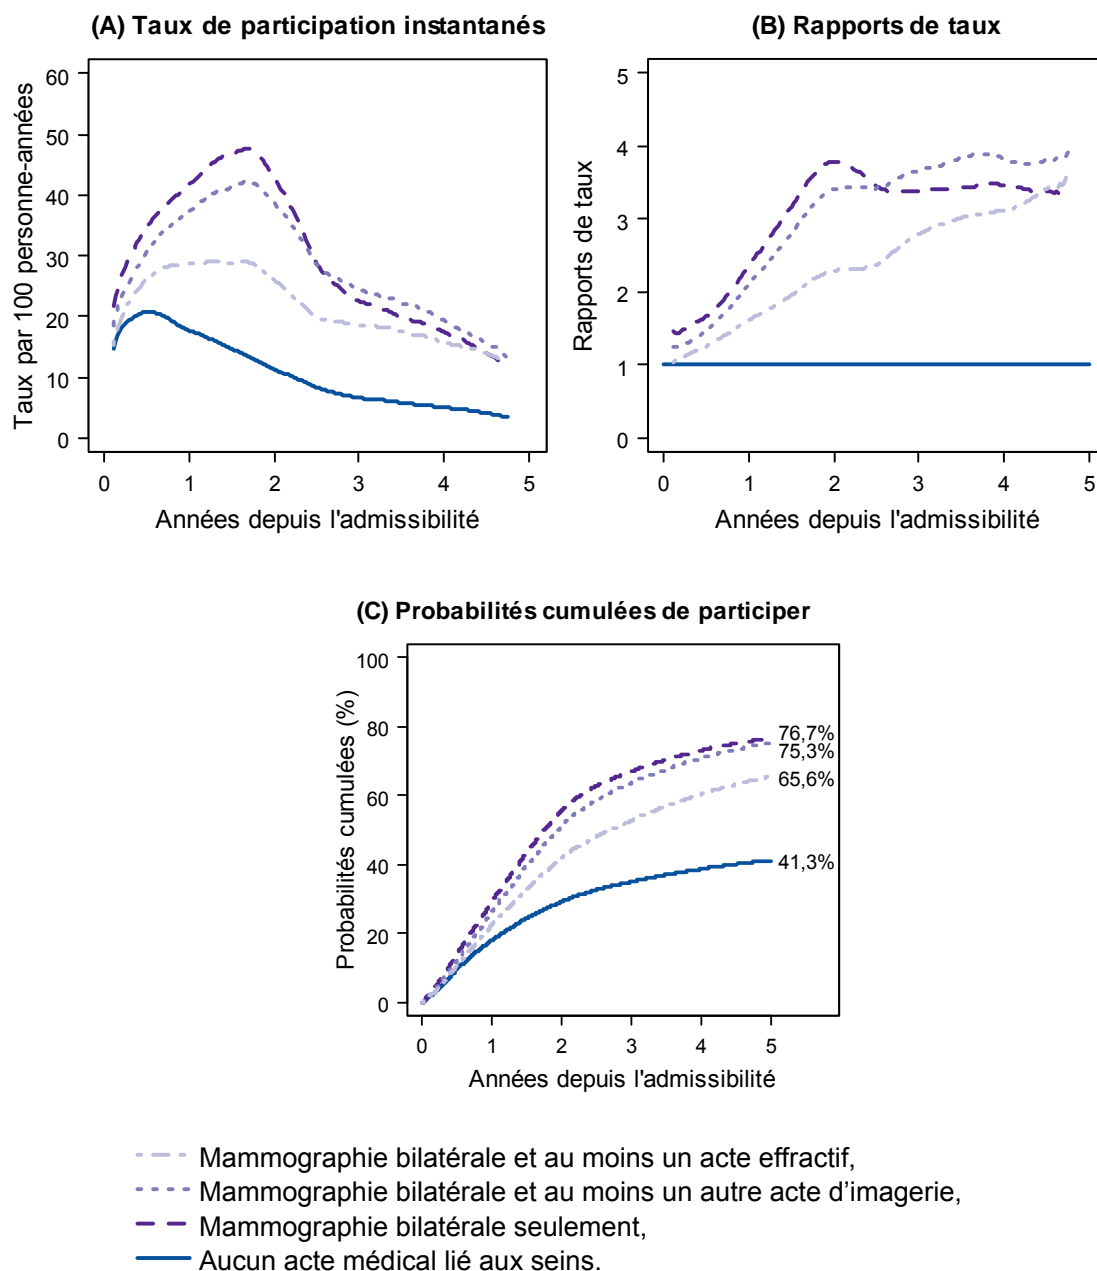 (A) Taux de participation instantanés
60
50
40
30
20
10
0
Taux par 100 personne-années
0 1 2 3 4 5
Années depuis l'admissibilité
(B) Rapports de taux
5
4
3
2
1
0
Rapports de taux
0 1 2 3 4 5
Années depuis l'admissibilité
(C) Probabilités cumulées de participer
100
80
60
40
20
0
Probabilités cumulées (%)
76,7%
75,3%
65,6%
41,3%
0 1 2 3 4 5
Années depuis l'admissibilité
Mammographie bilatérale et au moins un acte effractif,
Mammographie bilatérale et au moins un autre acte d’imagerie,
Mammographie bilatérale seulement,
Aucun acte médical lié aux seins.